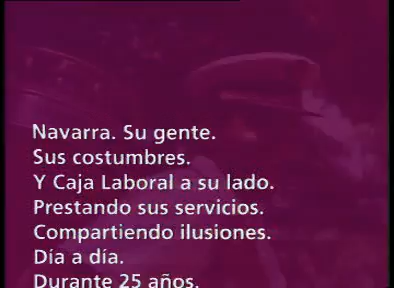 Navarra. Su gente.
Sus costumbres.
Y Caja Laboral a su lado.
Prestando sus servicios.
Compartiendo ilusiones.
Día a día.
Durante 25 años.